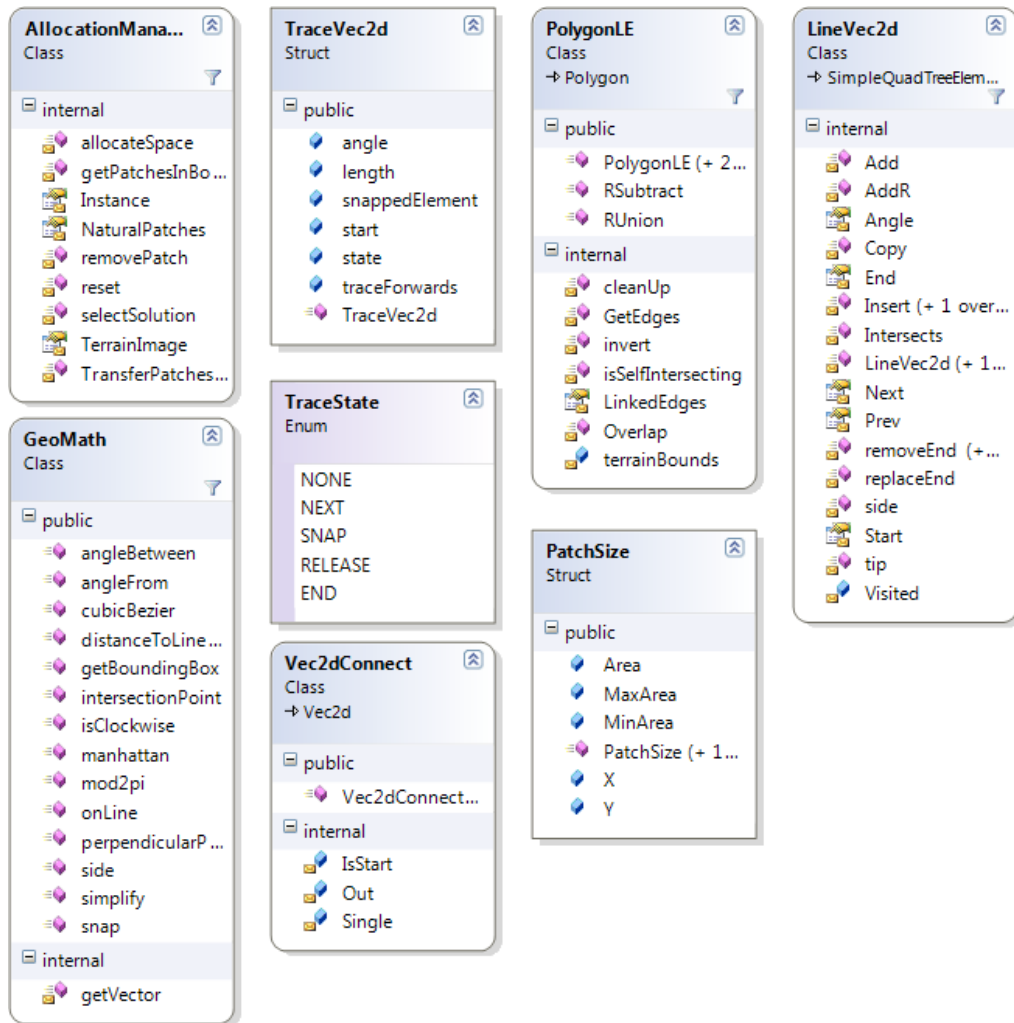 AllocationMana...
Class
internal
allocateSpace
getPatchesInBo...
Instance
NaturalPatches
removePatch
reset
selectSolution
TerrainImage
TransferPatches...
GeoMath
Class
public
angleBetween
angleFrom
cubicBezier
distanceToLine...
getBoundingBox
intersectionPoint
isClockwise
manhattan
mod2pi
onLine
perpendicularP...
side
simplify
snap
internal
getVector
TraceVec2d
Struct
public
angle
length
snappedElement
start
state
traceForwards
TraceVec2d
TraceState
Enum
NONE
NEXT
SNAP
RELEASE
END
Vec2dConnect
Class
Vec2d
public
Vec2dConnect...
internal
IsStart
Out
Single
PolygonLE
Class
Polygon
public
PolygonLE (+ 2...
RSubtract
RUnion
internal
cleanUp
GetEdges
invert
isSelfIntersecting
LinkedEdges
Overlap
terrainBounds
PatchSize
Struct
public
Area
MaxArea
MinArea
PatchSize (+ 1...
X
Y
LineVec2d
Class
SimpleQuadTreeElem...
internal
Add
AddR
Angle
Copy
End
Insert (+ 1 over...
Intersects
LineVec2d (+ 1...
Next
Prev
removeEnd (+...
replaceEnd
side
Start
tip
Visited